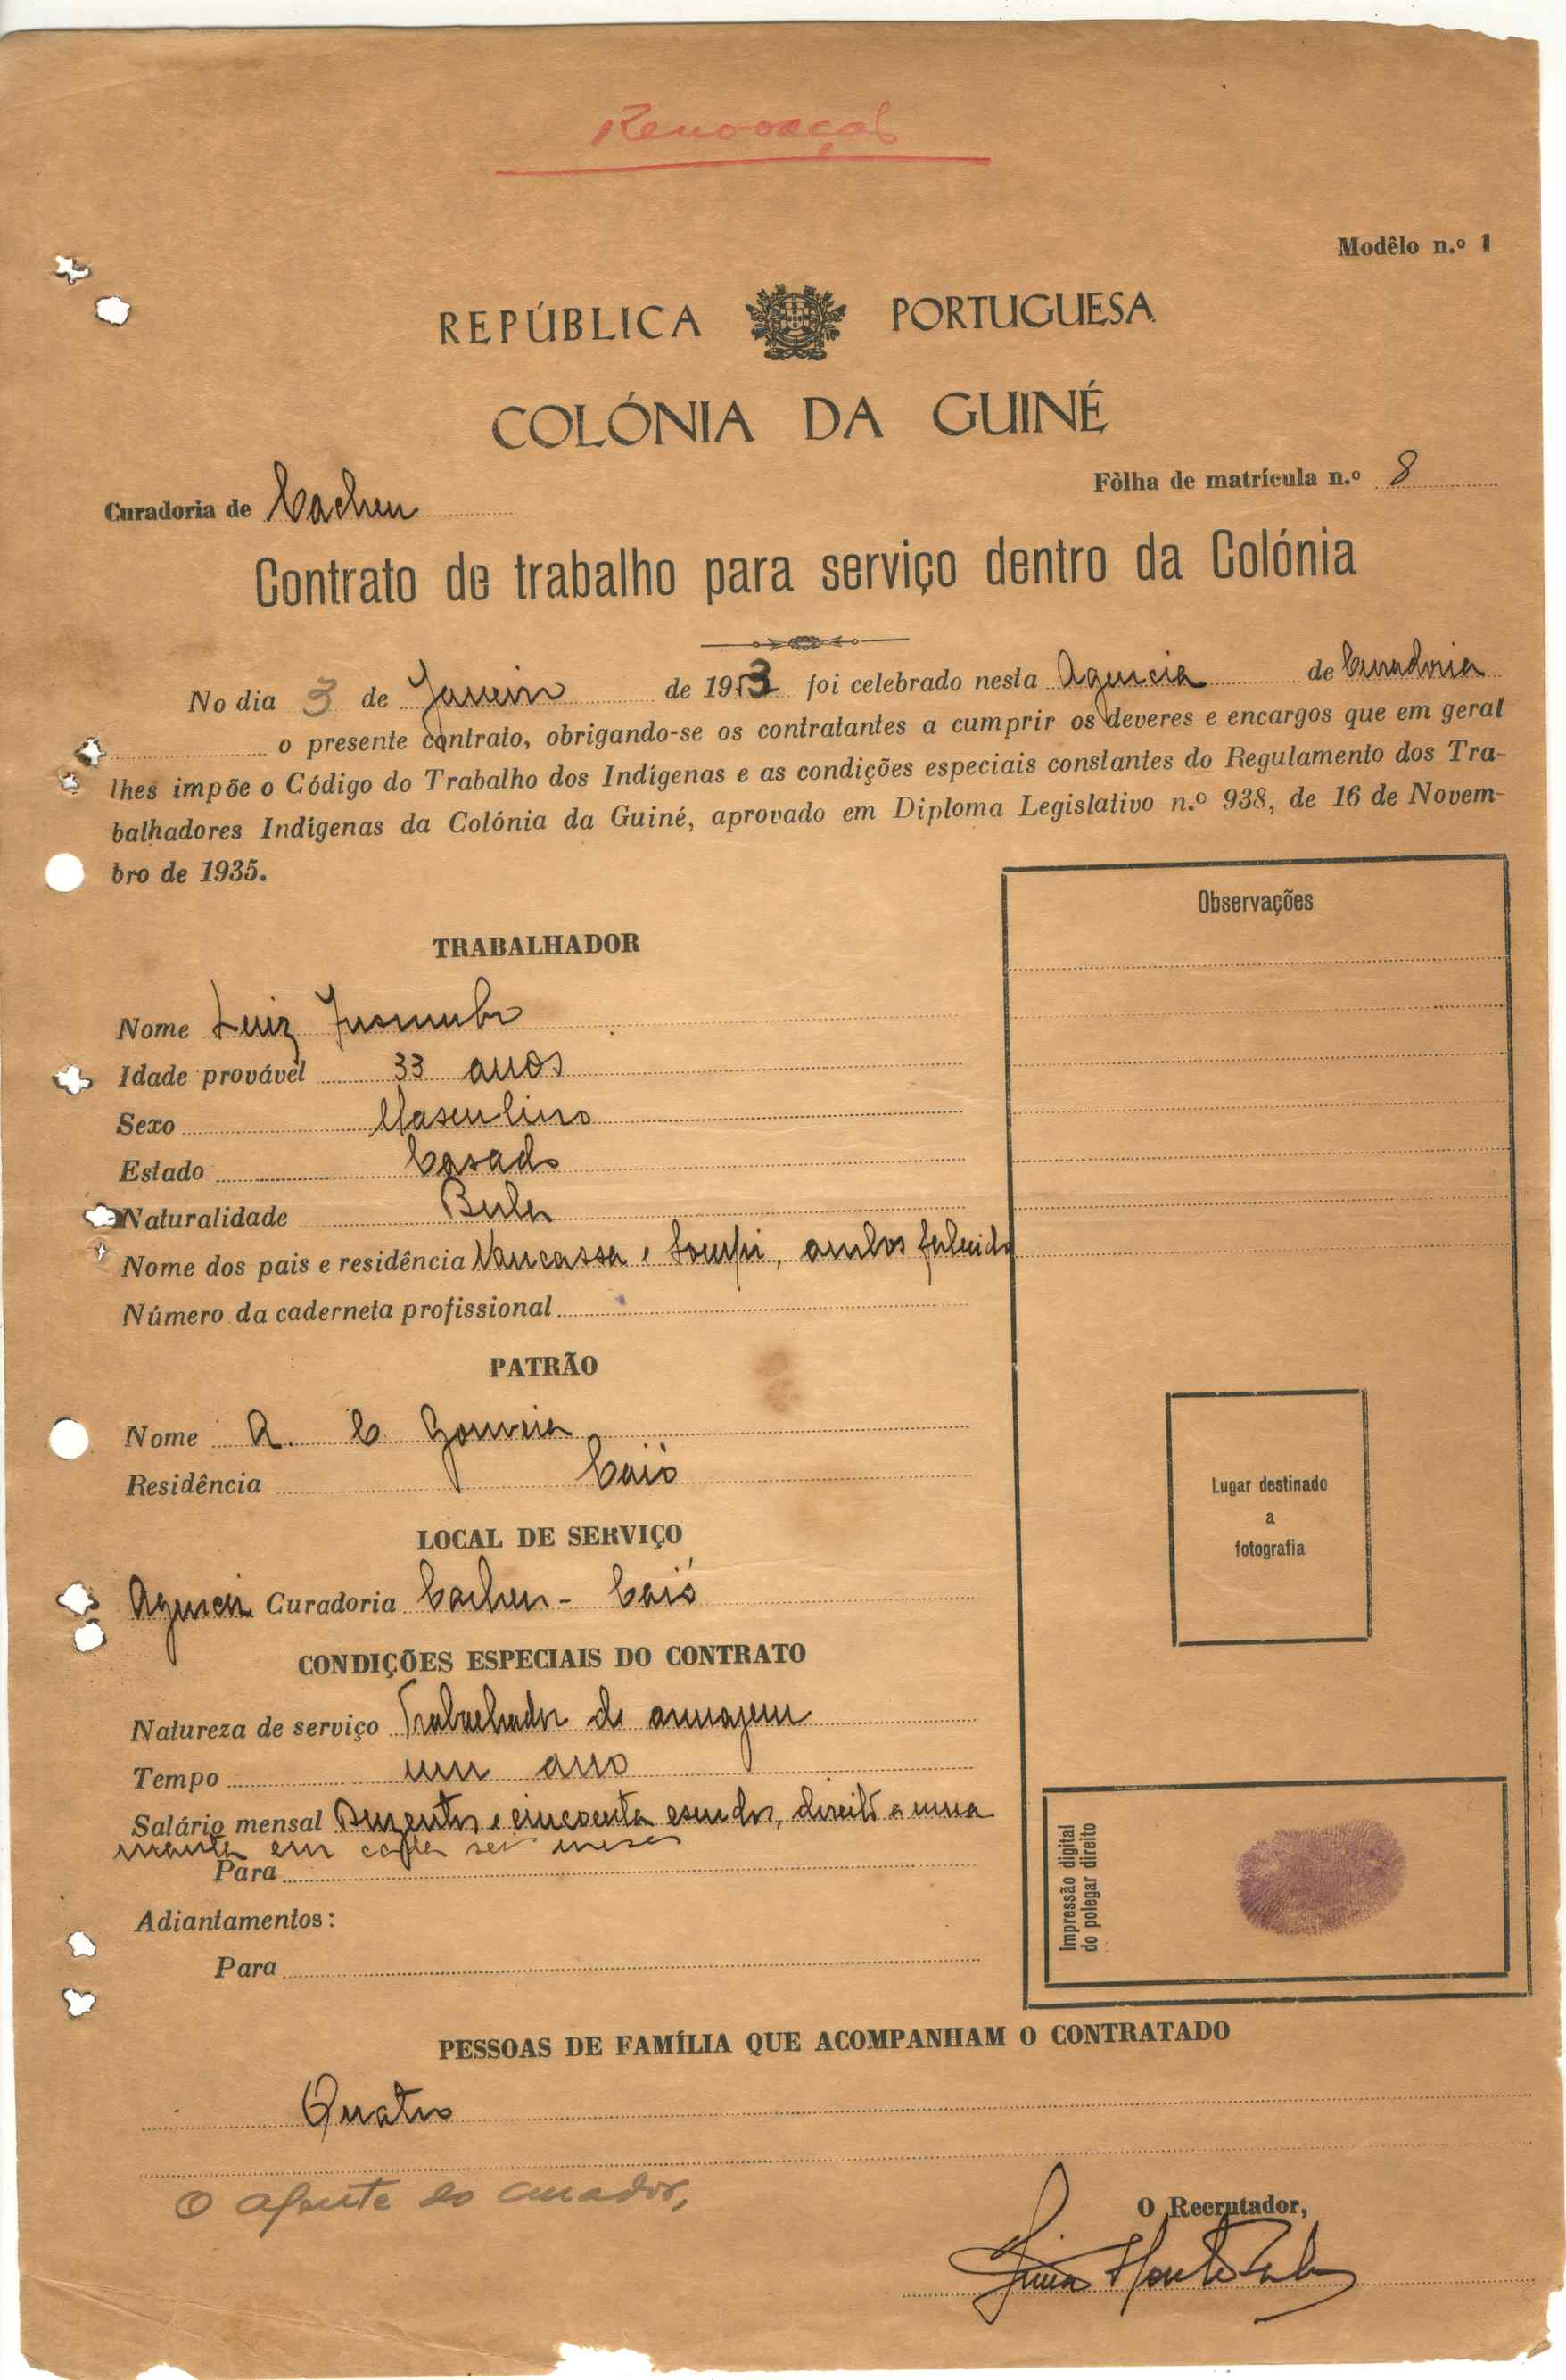 Renovação
Modêlo n.º 1
REPÚBLICA PORTUGUESA
COLÓNIA DA GUINÉ
Fôlha de matrícula n.º 8
Curadoria de Cacheu
Contrato de trabalho para serviço dentro da Colónia
No dia 3 de Janeiro de 1953 foi celebrado nesta Agencia de Curadoria
o presente contrato, obrigando-se os contratantes a cumprir os deveres e encargos que em geral
lhes impõe o Código do Trabalho dos Indígenas e as condições especiais constantes do Regulamento dos Tra-
balhadores Indígenas da Colónia da Guiné, aprovado em Diploma Legislativo n.º 938, de 16 de Novem-
bro de 1935.
Observações
TRABALHADOR
Nome Luiz
Idade provável 33 anos
Sexo Masculino
Estado Casado
Naturalidade Bula
Nome dos pais e residência e ambos falecidos
Número da caderneta profissional
PATRÃO
Nome A. C. Gouveia
Residência Caió
LOCAL DE SERVIÇO
Agencia Curadoria Cacheu - Caió
CONDIÇÕES ESPECIAIS DO CONTRATO
Natureza de serviço Trabalhador de armazem
Tempo um ano
Salário mensal Duzentos e cincoenta escudos, direito a uma
manta em cada seis meses
Para
Adiantamentos:
Para
Lugar destinado
a
fotografia
Impressão digital
do polegar direito
PESSOAS DE FAMÍLIA QUE ACOMPANHAM O CONTRATADO
Quatro
O agente do curador,
O Recrutador,